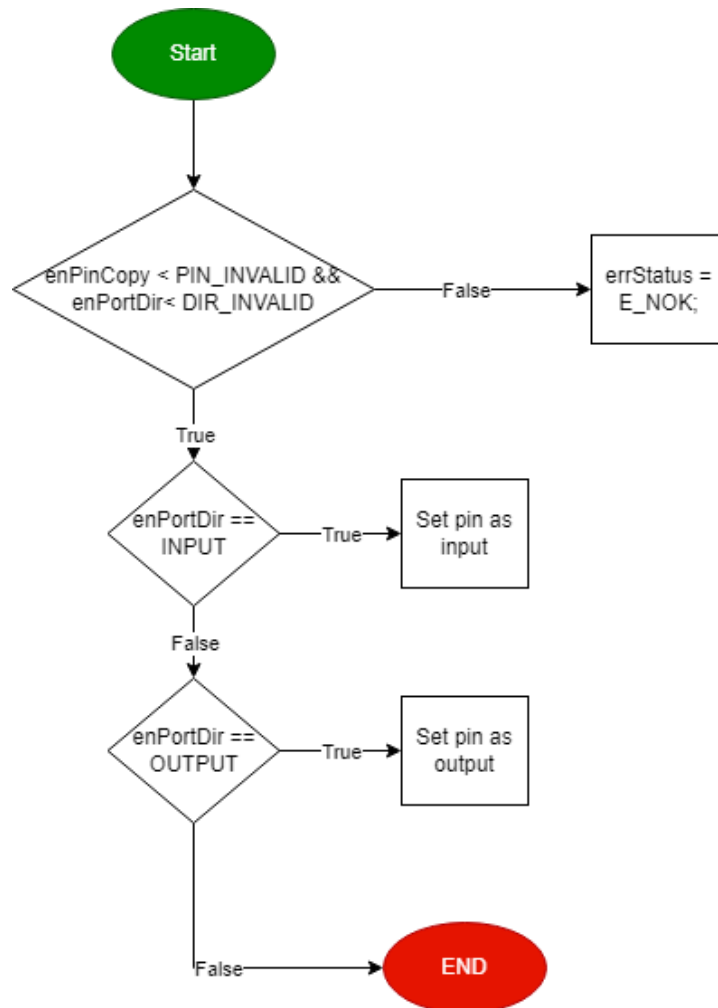 Start
enPinCopy < PIN_INVALID &&
enPortDir< DIR_INVALID
False
errStatus =
E_NOK;
True
enPortDir ==
INPUT
True
Set pin as
input
False
enPortDir ==
OUTPUT
True
Set pin as
output
False
END